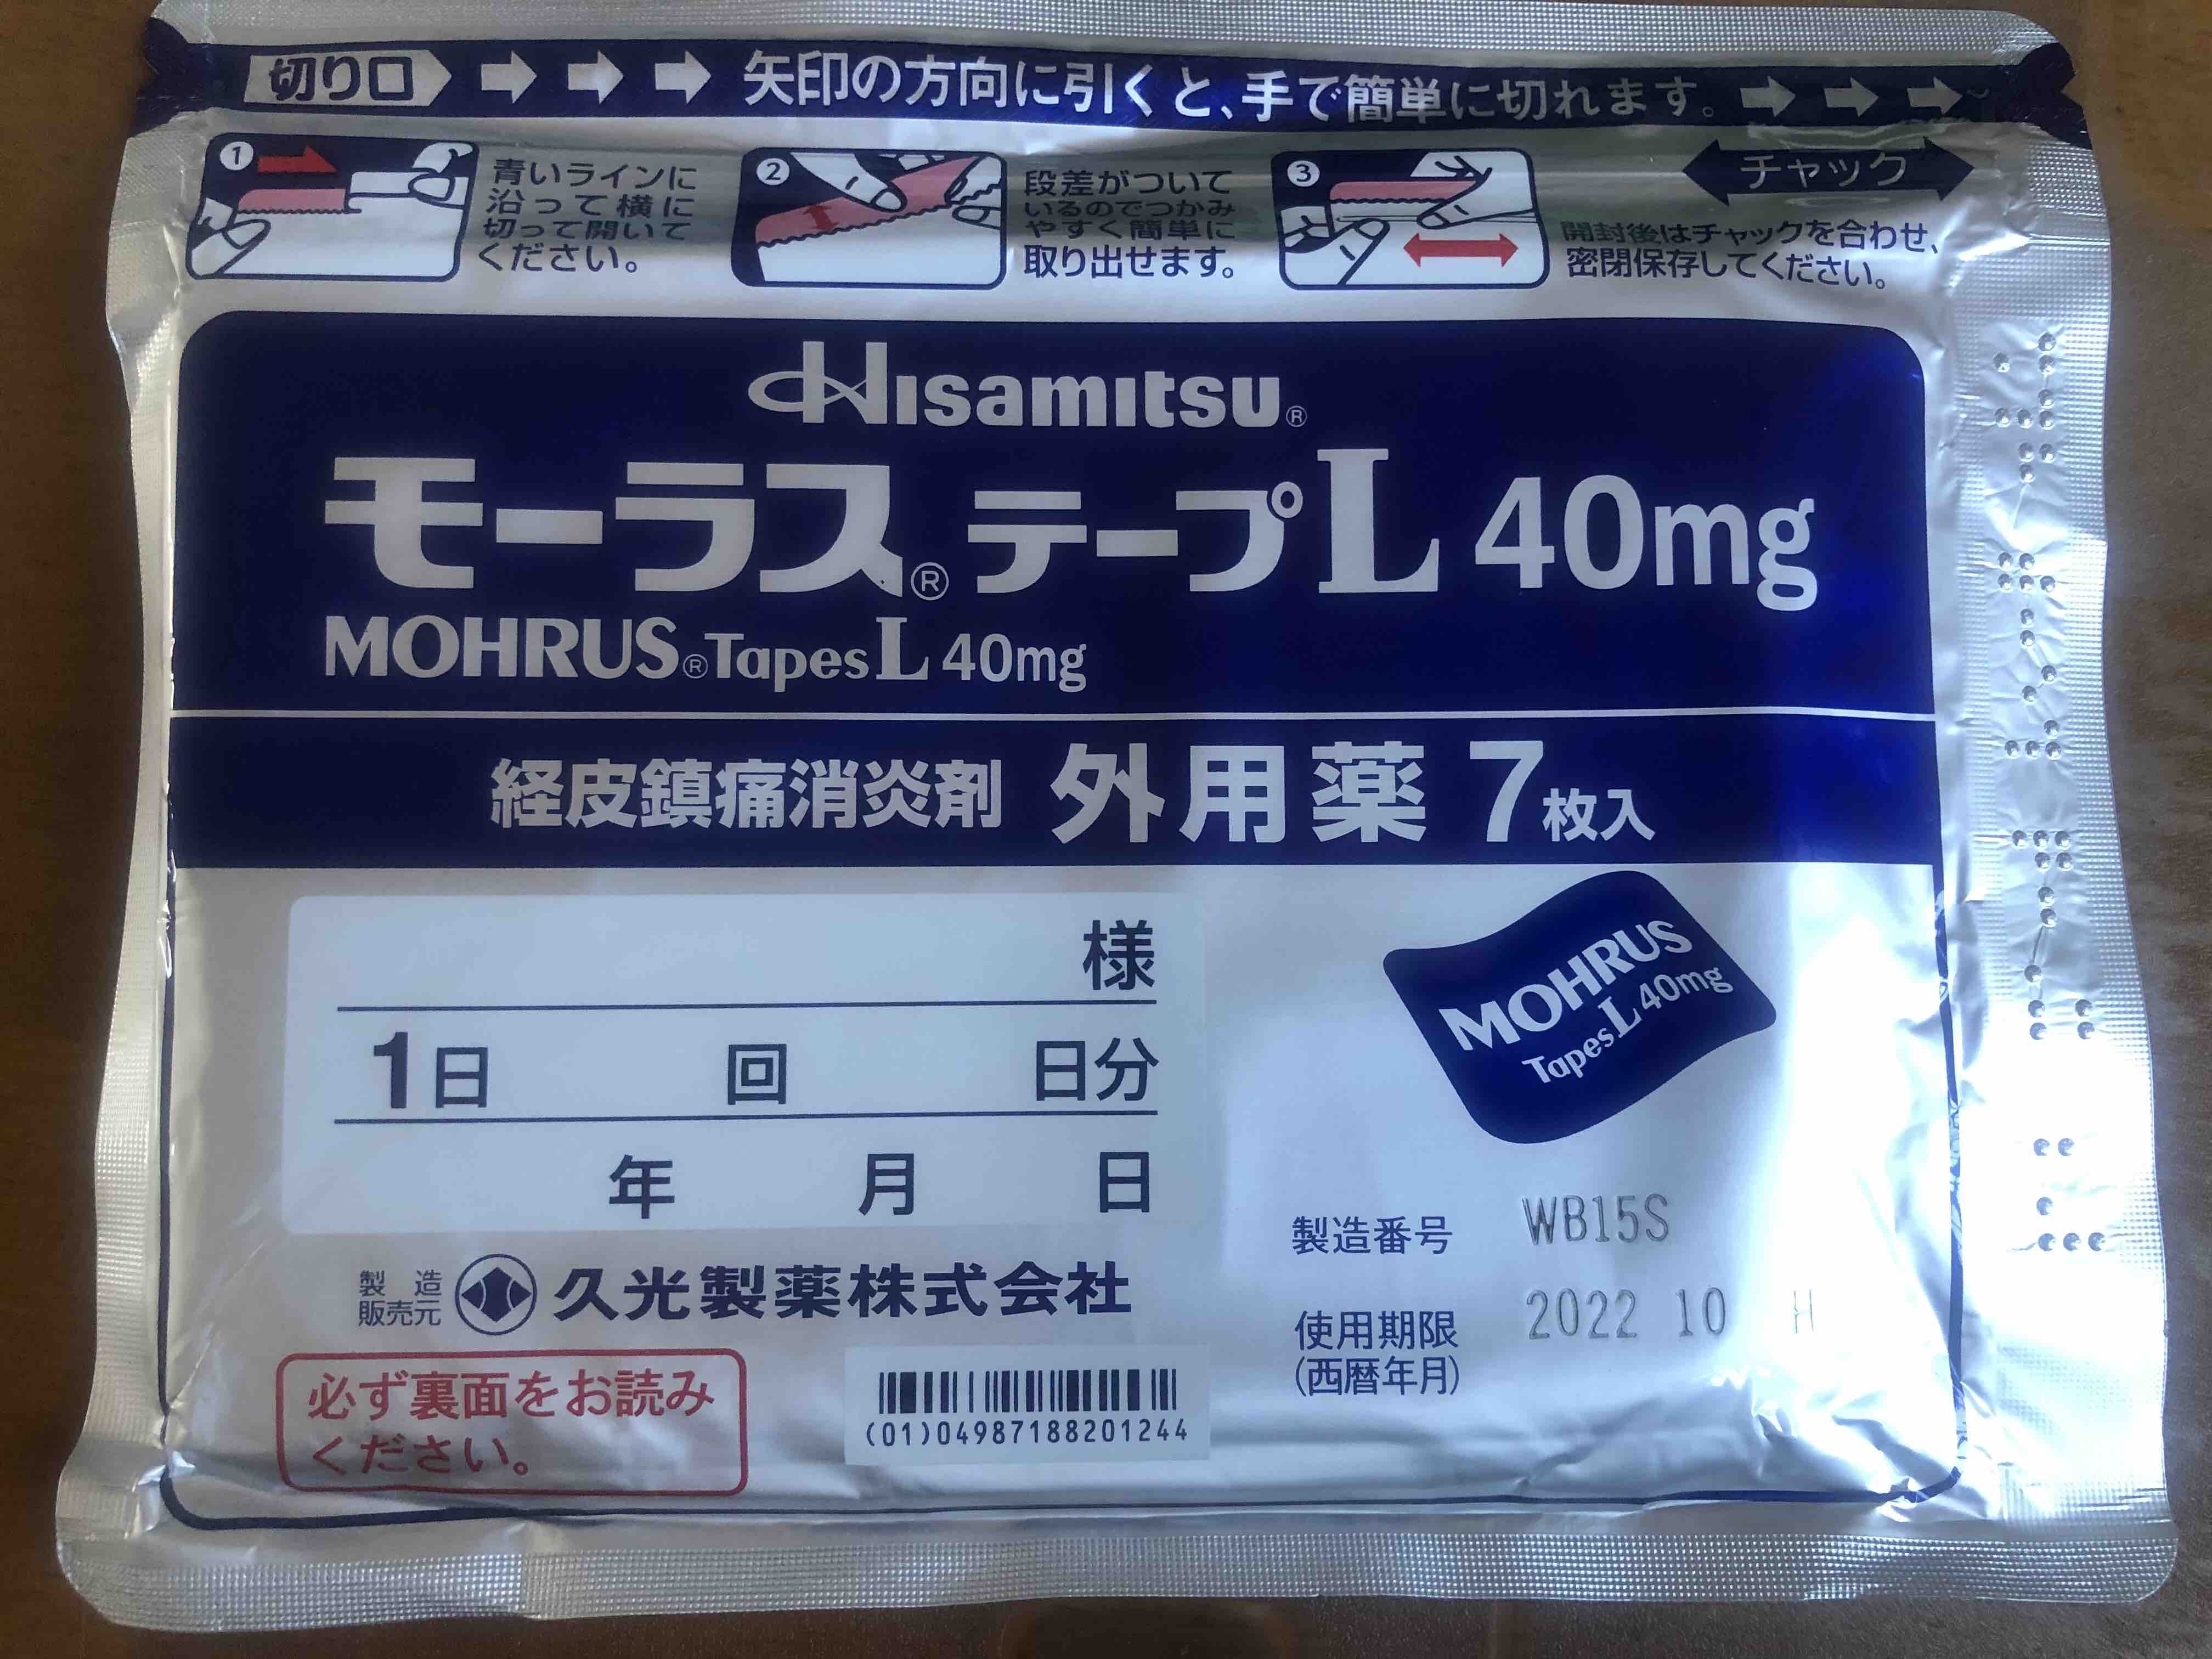 切り口 矢印の方向に引くと、手で簡単に切れます。
チャック
1
青いラインに
沿って横に
切って開いて
ください。
2
段差がついて
いるのでつかみ
やすく簡単に
取り出せます。
3
開封後はチャックを合わせ、
密閉保存してください。
HISAMITSU®
モーラス®テープL 40mg
MOHRUS®Tapes L 40mg
経皮鎮痛消炎剤 外用薬 7枚入
様
1日 回 日分
年 月 日
MOHRUS
Tapes L 40mg
製造番号 WB15S
使用期限 2022 10 H
(西暦年月)
製造
販売元
久光製薬株式会社
必ず裏面をお読み
ください。
(01)04987188201244